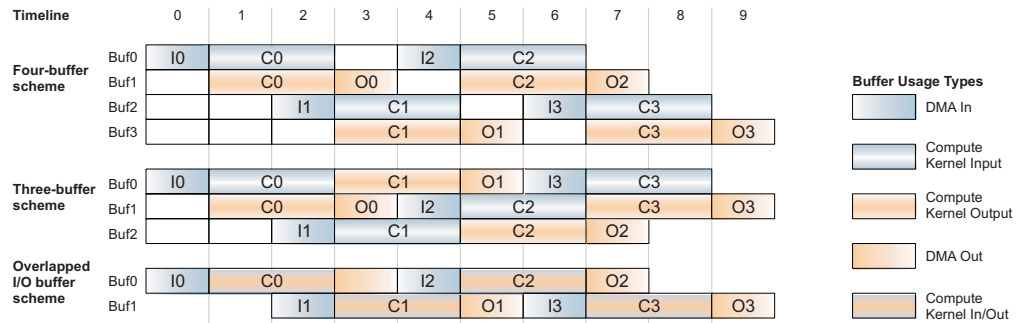 Timeline 0 1 2 3 4 5 6 7 8 9
Four-buffer
scheme
Buf0 I0 C0 I2 C2
Buf1 C0 O0 C2 O2
Buf2 I1 C1 I3 C3
Buf3 C1 O1 C3 O3
Three-buffer
scheme
Buf0 I0 C0 C1 O1 I3 C3
Buf1 C0 O0 I2 C2 C3 O3
Buf2 I1 C1 C2 O2
Overlapped
I/O buffer
scheme
Buf0 I0 C0 I2 C2 O2
Buf1 I1 C1 O1 I3 C3 O3
Buffer Usage Types
DMA In
Compute
Kernel Input
Compute
Kernel Output
DMA Out
Compute
Kernel In/Out